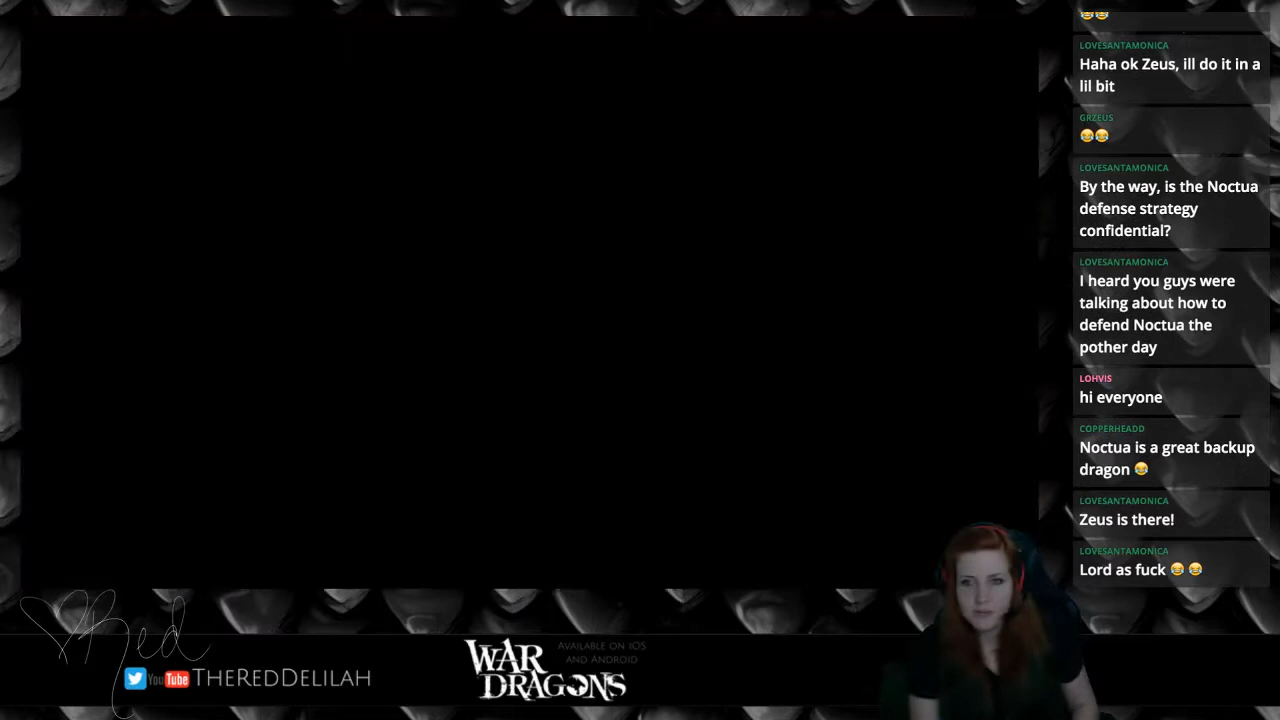 😂😂
LOVESANTAMONICA
Haha ok Zeus, ill do it in a
lil bit
GRZEUS
😂😂
LOVESANTAMONICA
By the way, is the Noctua
defense strategy
confidential?
LOVESANTAMONICA
I heard you guys were
talking about how to
defend Noctua the
pother day
LOHVIS
hi everyone
COPPERHEADD
Noctua is a great backup
dragon 😂
LOVESANTAMONICA
Zeus is there!
LOVESANTAMONICA
Lord as fuck 😂 😂
Red
YouTube THEREDDELILAH
WAR
DRAGONS
AVAILABLE ON IOS
AND ANDROID